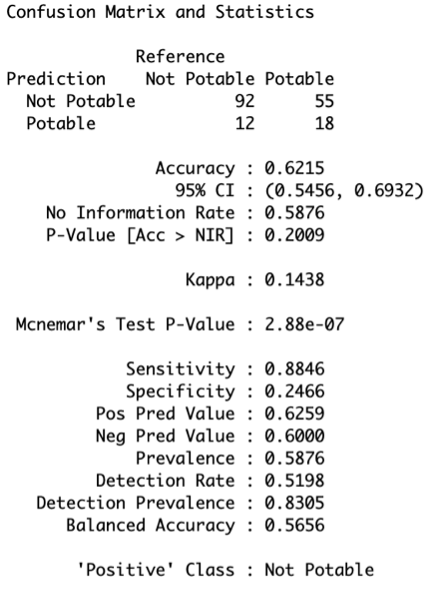 Confusion Matrix and Statistics
Reference
Prediction Not Potable Potable
Not Potable 92 55
Potable 12 18
Accuracy : 0.6215
95% CI : (0.5456, 0.6932)
No Information Rate : 0.5876
P-Value [Acc > NIR] : 0.2009
Kappa : 0.1438
Mcnemar's Test P-Value : 2.88e-07
Sensitivity : 0.8846
Specificity : 0.2466
Pos Pred Value : 0.6259
Neg Pred Value : 0.6000
Prevalence : 0.5876
Detection Rate : 0.5198
Detection Prevalence : 0.8305
Balanced Accuracy : 0.5656
'Positive' Class : Not Potable